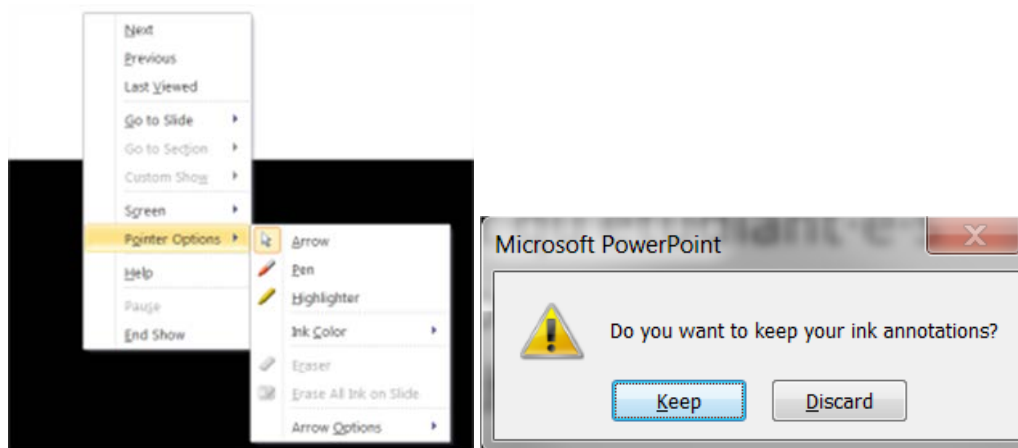 Next
Previous
Last Viewed
Go to Slide
Go to Section
Custom Show
Screen
Pointer Options
Help
Pause
End Show
Arrow
Pen
Highlighter
Ink Color
Eraser
Erase All Ink on Slide
Arrow Options
Microsoft PowerPoint
Do you want to keep your ink annotations?
Keep Discard